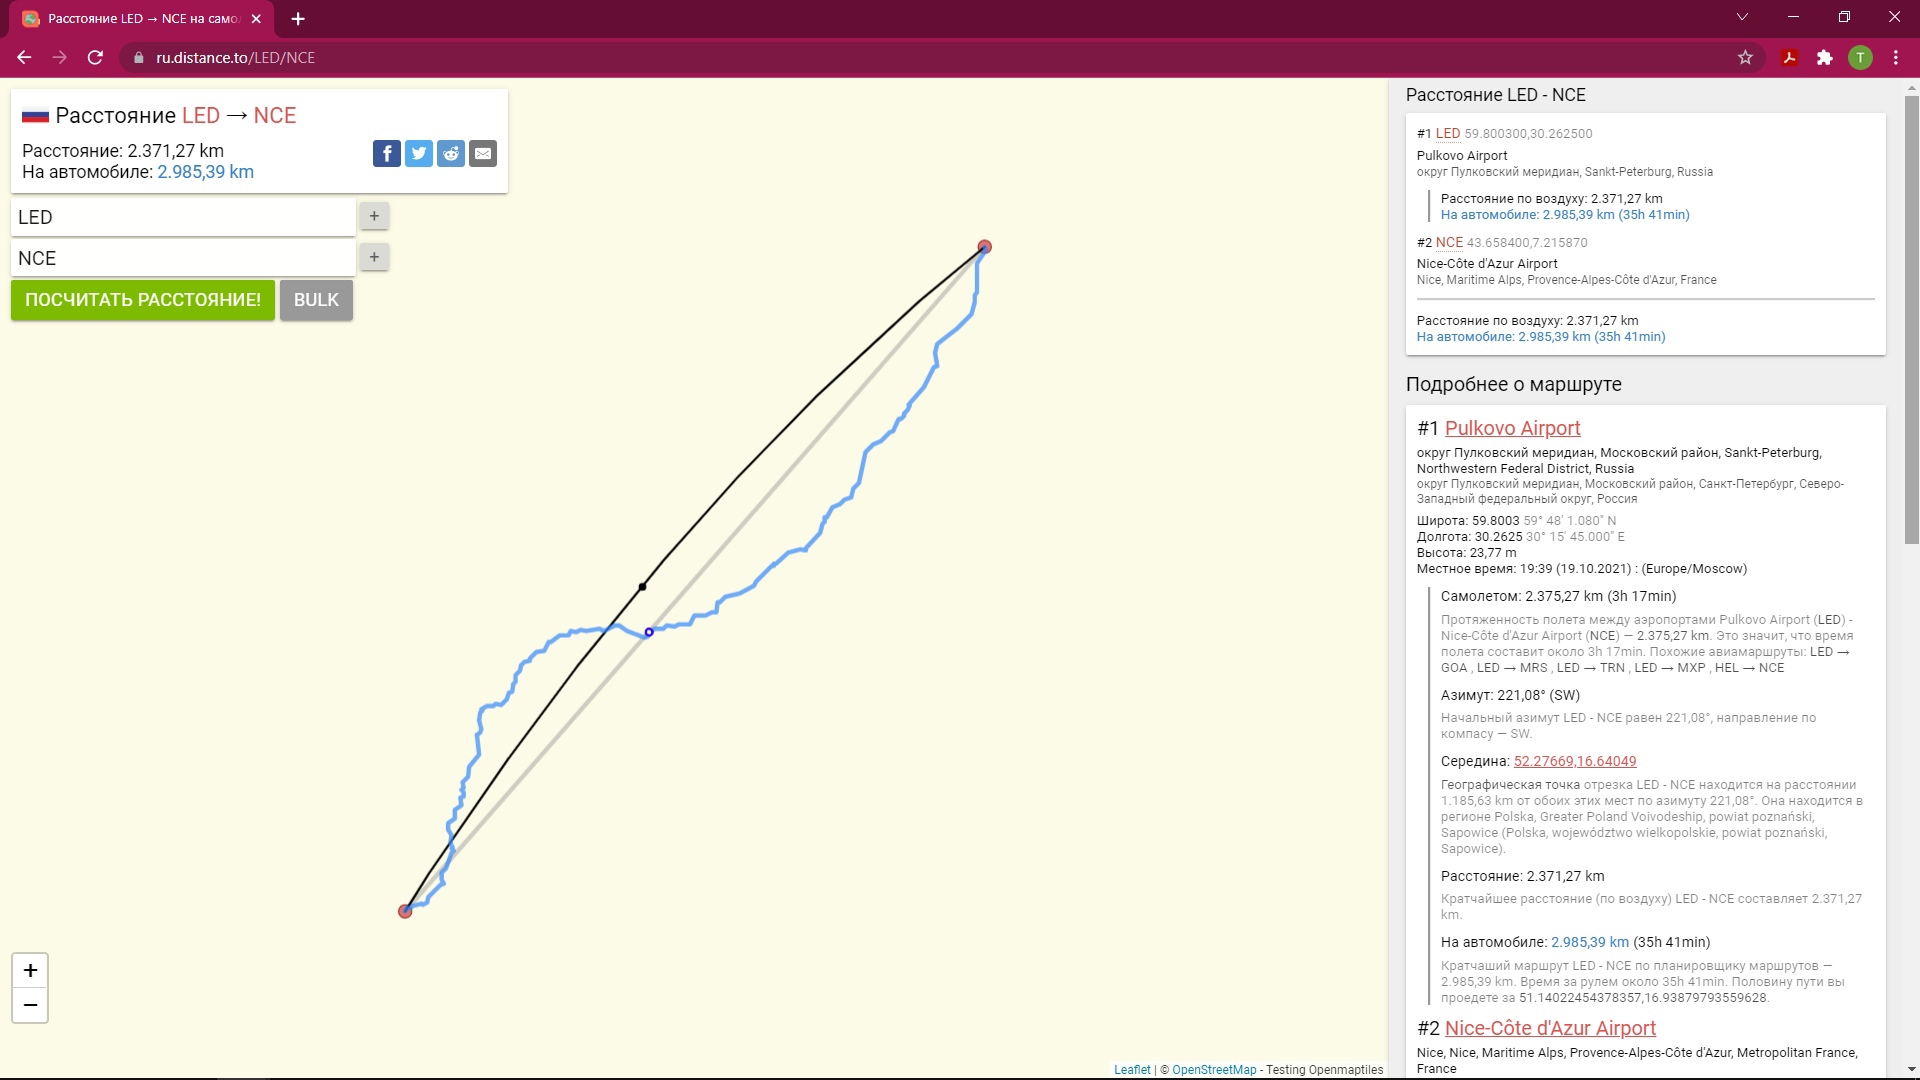 Расстояние LED → NCE на само
ru.distance.to/LED/NCE
T
Расстояние LED → NCE
Расстояние: 2.371,27 km
На автомобиле: 2.985,39 km
LED
+
NCE
+
ПОСЧИТАТЬ РАССТОЯНИЕ!
BULK
+
−
Leaflet | © OpenStreetMap - Testing Openmaptiles
Расстояние LED - NCE
#1 LED 59.800300,30.262500
Pulkovo Airport
округ Пулковский меридиан, Sankt-Peterburg, Russia
Расстояние по воздуху: 2.371,27 km
На автомобиле: 2.985,39 km (35h 41min)
#2 NCE 43.658400,7.215870
Nice-Côte d'Azur Airport
Nice, Maritime Alps, Provence-Alpes-Côte d'Azur, France
Расстояние по воздуху: 2.371,27 km
На автомобиле: 2.985,39 km (35h 41min)
Подробнее о маршруте
#1 Pulkovo Airport
округ Пулковский меридиан, Московский район, Sankt-Peterburg,
Northwestern Federal District, Russia
округ Пулковский меридиан, Московский район, Санкт-Петербург, Северо-
Западный федеральный округ, Россия
Широта: 59.8003 59° 48' 1.080" N
Долгота: 30.2625 30° 15' 45.000" E
Высота: 23,77 m
Местное время: 19:39 (19.10.2021) : (Europe/Moscow)
Самолетом: 2.375,27 km (3h 17min)
Протяженность полета между аэропортами Pulkovo Airport (LED) -
Nice-Côte d'Azur Airport (NCE) — 2.375,27 km. Это значит, что время
полета составит около 3h 17min. Похожие авиамаршруты: LED →
GOA , LED → MRS , LED → TRN , LED → MXP , HEL → NCE
Азимут: 221,08° (SW)
Начальный азимут LED - NCE равен 221,08°, направление по
компасу — SW.
Середина: 52.27669,16.64049
Географическая точка отрезка LED - NCE находится на расстоянии
1.185,63 km от обоих этих мест по азимуту 221,08°. Она находится в
регионе Polska, Greater Poland Voivodeship, powiat poznański,
Sapowice (Polska, województwo wielkopolskie, powiat poznański,
Sapowice).
Расстояние: 2.371,27 km
Кратчайшее расстояние (по воздуху) LED - NCE составляет 2.371,27
km.
На автомобиле: 2.985,39 km (35h 41min)
Кратчаший маршрут LED - NCE по планировщику маршрутов —
2.985,39 km. Время за рулем около 35h 41min. Половину пути вы
проедете за 51.14022454378357,16.93879793559628.
#2 Nice-Côte d'Azur Airport
Nice, Nice, Maritime Alps, Provence-Alpes-Côte d'Azur, Metropolitan France,
France